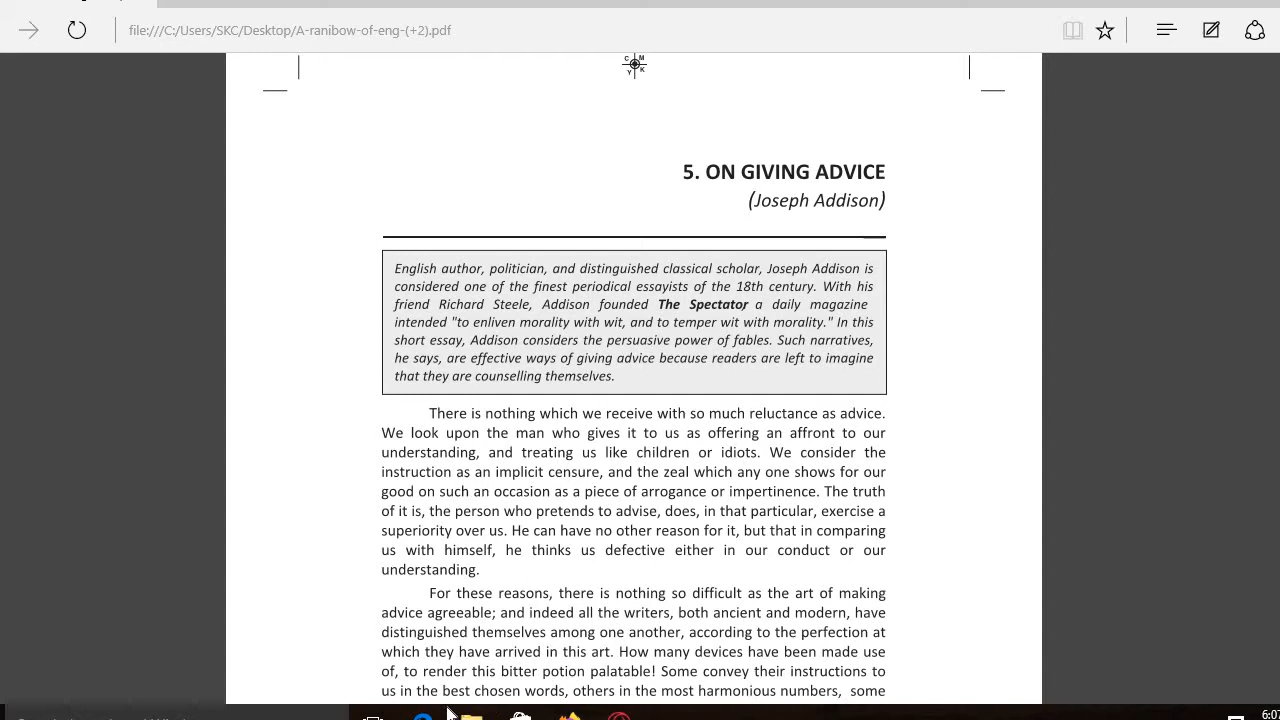 file:///C:/Users/SKC/Desktop/A-ranibow-of-eng-(+2).pdf
C M
Y K
5. ON GIVING ADVICE
(Joseph Addison)
English author, politician, and distinguished classical scholar, Joseph Addison is
considered one of the finest periodical essayists of the 18th century. With his
friend Richard Steele, Addison founded The Spectator a daily magazine
intended "to enliven morality with wit, and to temper wit with morality." In this
short essay, Addison considers the persuasive power of fables. Such narratives,
he says, are effective ways of giving advice because readers are left to imagine
that they are counselling themselves.
There is nothing which we receive with so much reluctance as advice.
We look upon the man who gives it to us as offering an affront to our
understanding, and treating us like children or idiots. We consider the
instruction as an implicit censure, and the zeal which any one shows for our
good on such an occasion as a piece of arrogance or impertinence. The truth
of it is, the person who pretends to advise, does, in that particular, exercise a
superiority over us. He can have no other reason for it, but that in comparing
us with himself, he thinks us defective either in our conduct or our
understanding.
For these reasons, there is nothing so difficult as the art of making
advice agreeable; and indeed all the writers, both ancient and modern, have
distinguished themselves among one another, according to the perfection at
which they have arrived in this art. How many devices have been made use
of, to render this bitter potion palatable! Some convey their instructions to
us in the best chosen words, others in the most harmonious numbers, some
6:07